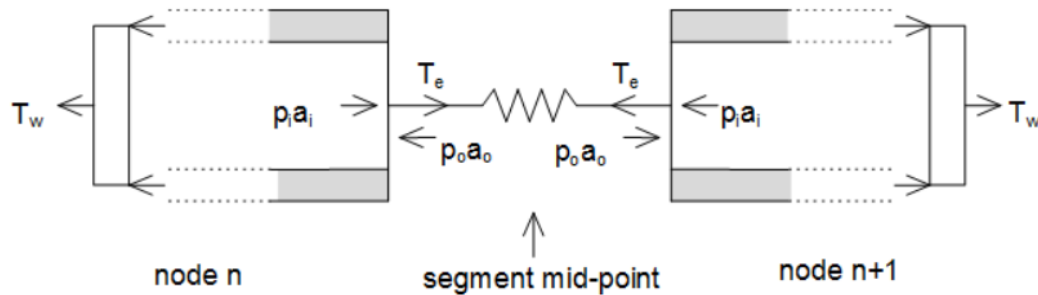 T_e T_e
T_w p_i a_i p_i a_i T_w
p_o a_o p_o a_o
node n segment mid-point node n+1